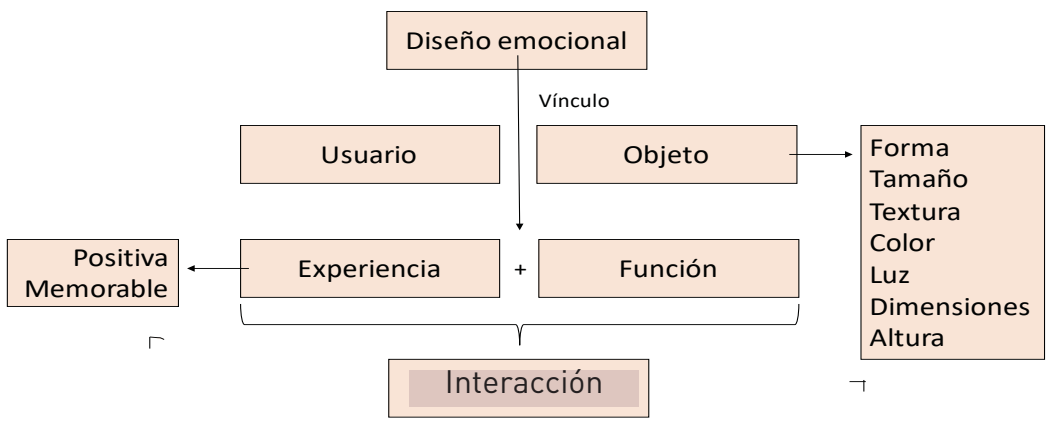 Diseño emocional
Vínculo
Usuario
Objeto
Forma
Tamaño
Textura
Color
Luz
Dimensiones
Altura
Positiva
Memorable
Experiencia
+
Función
Interacción